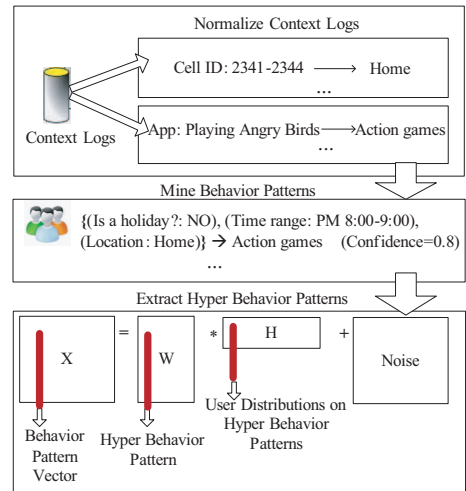 Normalize Context Logs
Cell ID: 2341-2344 Home
...
Context Logs
App: Playing Angry Birds Action games
...
Mine Behavior Patterns
{(Is a holiday?: NO), (Time range: PM 8:00-9:00),
(Location : Home)} → Action games (Confidence=0.8)
...
Extract Hyper Behavior Patterns
X = W * H + Noise
Behavior
Pattern
Vector
Hyper Behavior
Pattern
User Distributions on
Hyper Behavior
Patterns